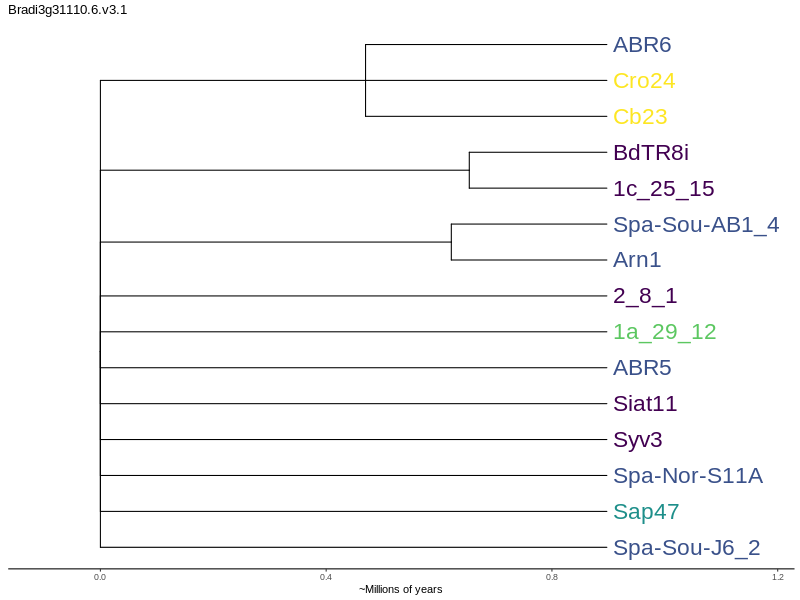 Bradi3g31110.6.v3.1
ABR6
Cro24
Cb23
BdTR8i
1c_25_15
Spa-Sou-AB1_4
Arn1
2_8_1
1a_29_12
ABR5
Siat11
Syv3
Spa-Nor-S11A
Sap47
Spa-Sou-J6_2
0.0 0.4 0.8 1.2
~Millions of years